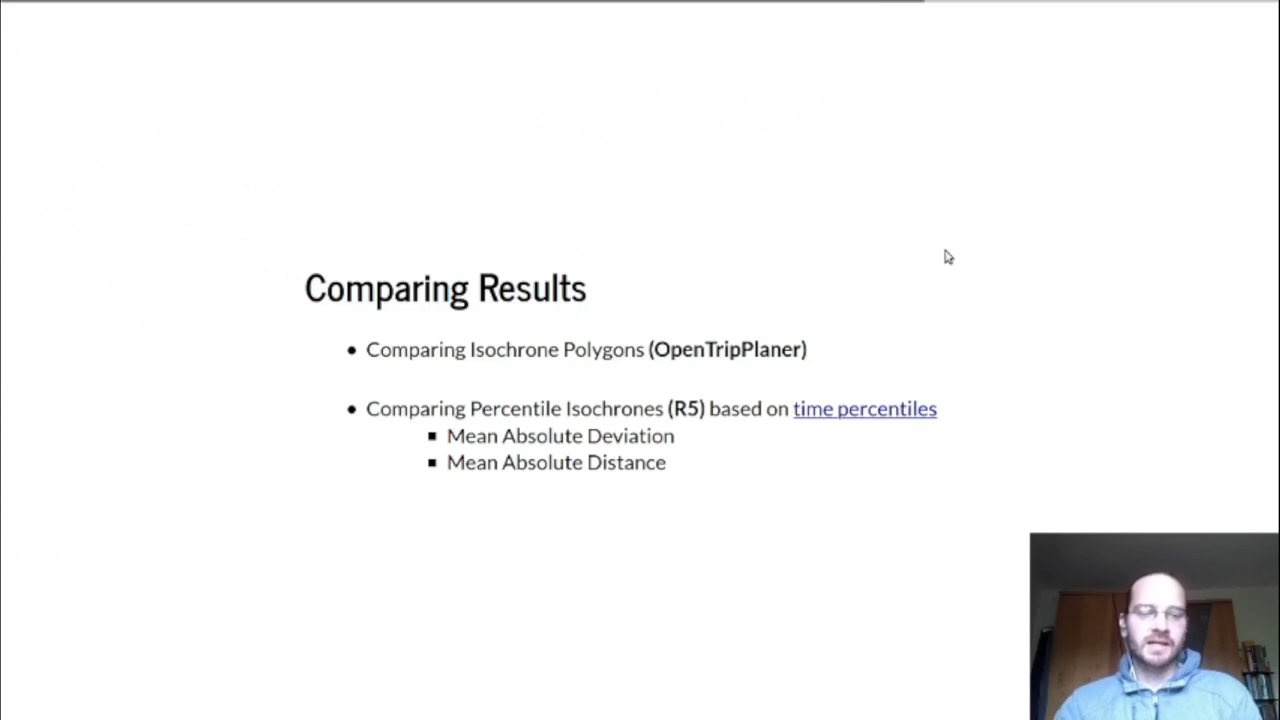 Comparing Results
• Comparing Isochrone Polygons (OpenTripPlaner)
• Comparing Percentile Isochrones (R5) based on time percentiles
▪ Mean Absolute Deviation
▪ Mean Absolute Distance